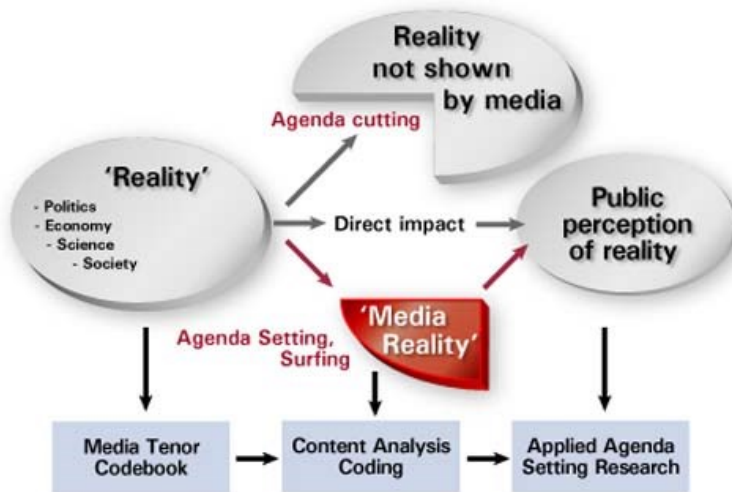 Reality
not shown
by media
Agenda cutting
'Reality'
- Politics
- Economy
- Science
- Society
Direct impact
Public
perception
of reality
'Media
Reality'
Agenda Setting,
Surfing
Media Tenor
Codebook
Content Analysis
Coding
Applied Agenda
Setting Research